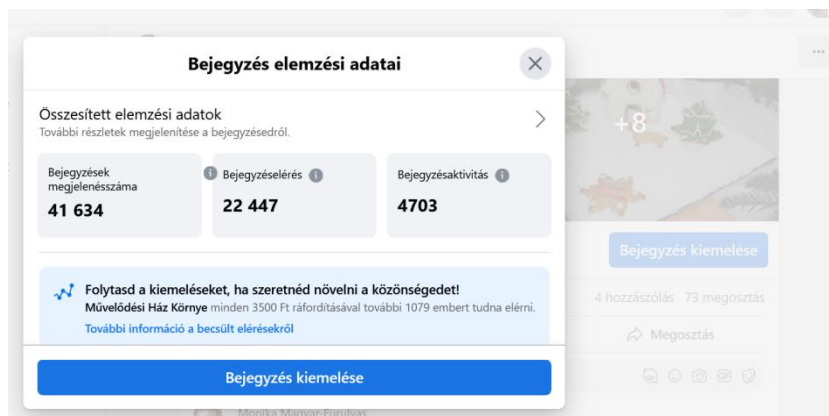 Bejegyzés elemzési adatai
Összesített elemzési adatok
További részletek megjelenítése a bejegyzésedről.
Bejegyzések megjelenésszáma
41 634
Bejegyzéselérés
22 447
Bejegyzésaktivitás
4703
Folytasd a kiemeléseket, ha szeretnéd növelni a közönségedet!
Művelődési Ház Környe minden 3500 Ft ráfordításával további 1079 embert tudna elérni.
További információ a becsült elérésekről
Bejegyzés kiemelése
+8
Bejegyzés kiemelése
4 hozzászólás 73 megosztás
Megosztás
Monika Magyar-Furulyas